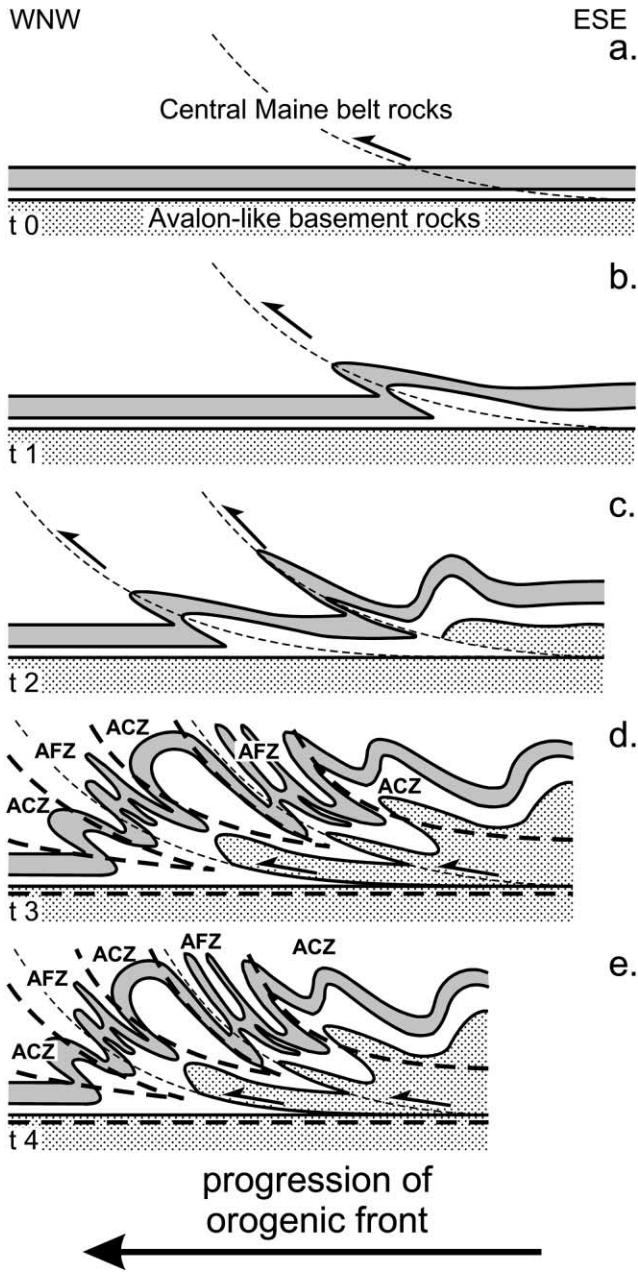 WNW ESE
a.
Central Maine belt rocks
Avalon-like basement rocks
t 0
b.
t 1
c.
t 2
d.
ACZ
AFZ
AFZ
ACZ
ACZ
t 3
e.
ACZ
AFZ
ACZ
AFZ
ACZ
t 4
progression of
orogenic front